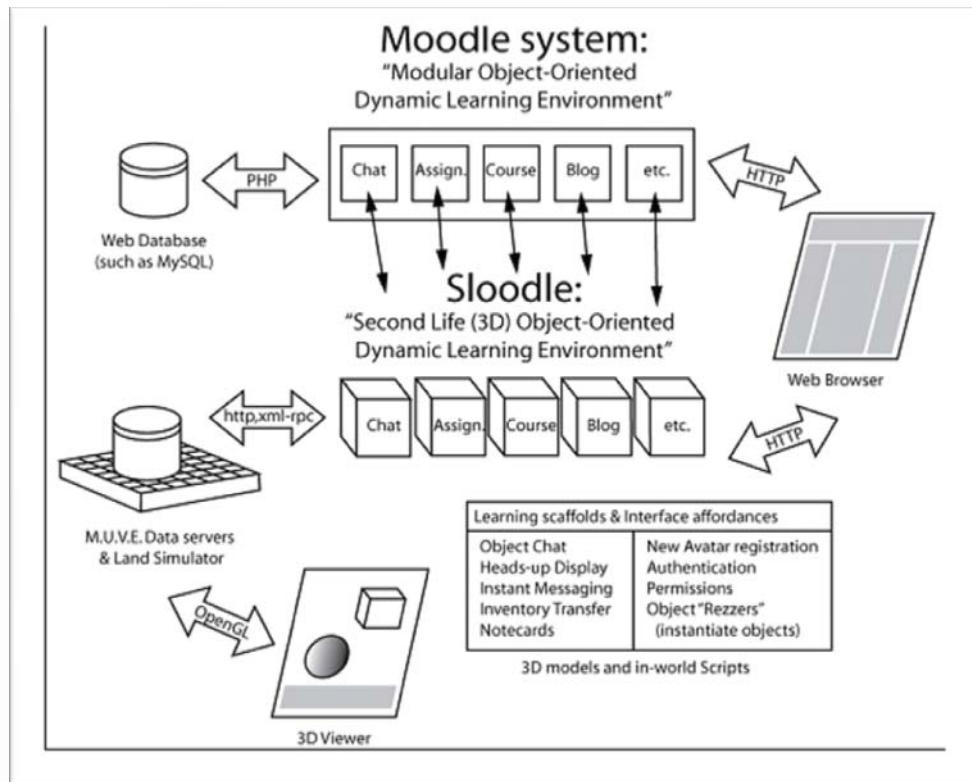 Moodle system:
“Modular Object-Oriented
Dynamic Learning Environment”
Chat
Assign.
Course
Blog
etc.
PHP
HTTP
Web Database
(such as MySQL)
Sloodle:
“Second Life (3D) Object-Oriented
Dynamic Learning Environment”
Web Browser
http,xml-rpc
Chat
Assign.
Course
Blog
etc.
HTTP
M.U.V.E. Data servers
& Land Simulator
Learning scaffolds & Interface affordances
Object Chat
Heads-up Display
Instant Messaging
Inventory Transfer
Notecards
New Avatar registration
Authentication
Permissions
Object “Rezzers”
(instantiate objects)
3D models and in-world Scripts
OpenGL
3D Viewer